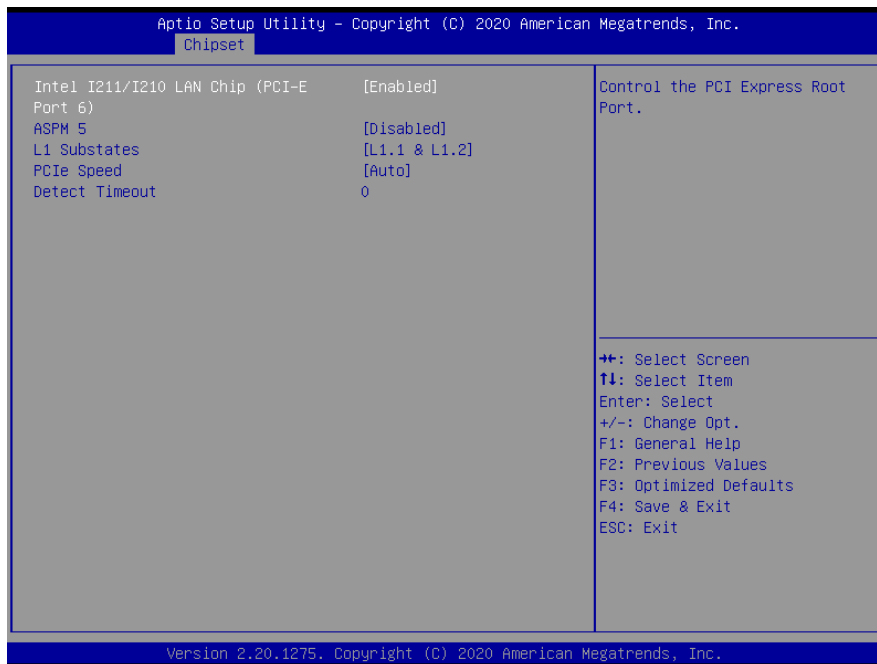 Aptio Setup Utility – Copyright (C) 2020 American Megatrends, Inc.
Chipset
Intel I211/I210 LAN Chip (PCI-E [Enabled]
Port 6)
ASPM 5 [Disabled]
L1 Substates [L1.1 & L1.2]
PCIe Speed [Auto]
Detect Timeout 0
Control the PCI Express Root
Port.
→←: Select Screen
↑↓: Select Item
Enter: Select
+/-: Change Opt.
F1: General Help
F2: Previous Values
F3: Optimized Defaults
F4: Save & Exit
ESC: Exit
Version 2.20.1275. Copyright (C) 2020 American Megatrends, Inc.